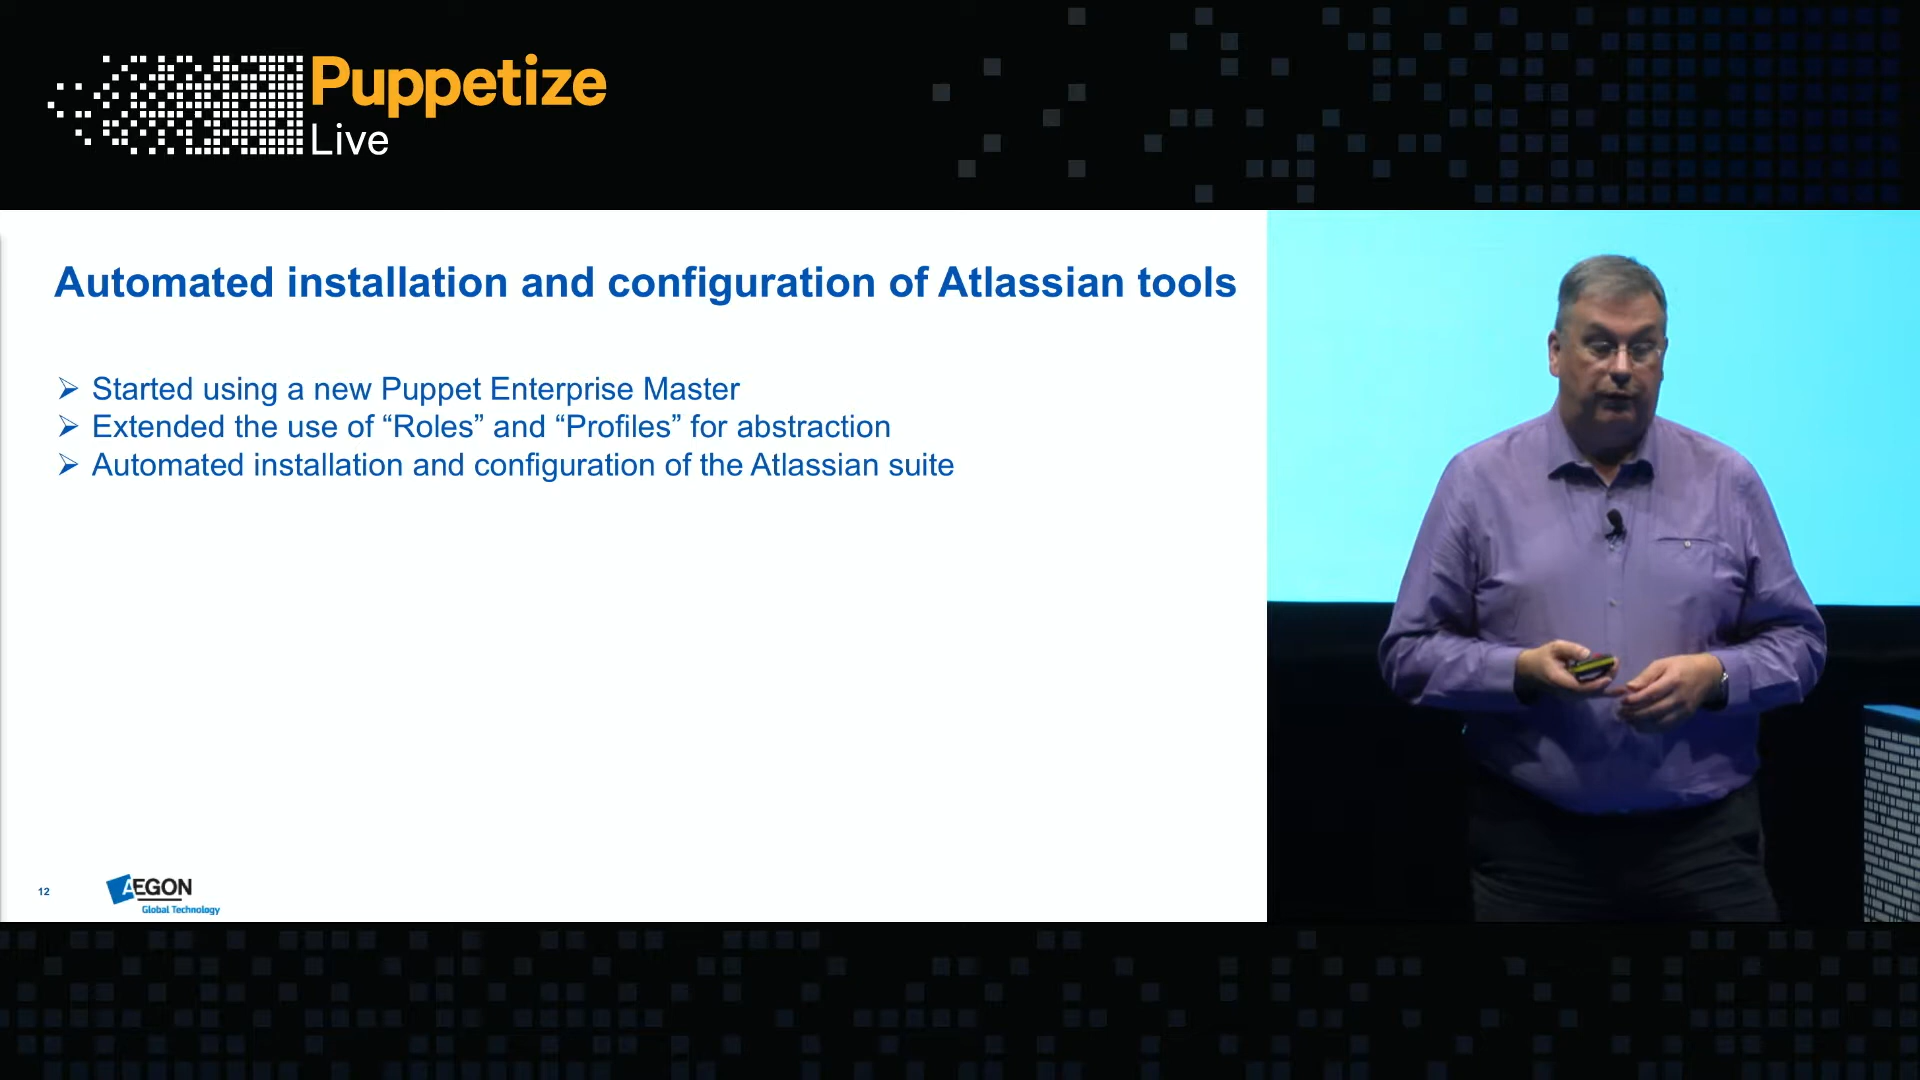 Puppetize
Live
Automated installation and configuration of Atlassian tools
➢ Started using a new Puppet Enterprise Master
➢ Extended the use of “Roles” and “Profiles” for abstraction
➢ Automated installation and configuration of the Atlassian suite
12
AEGON
Global Technology